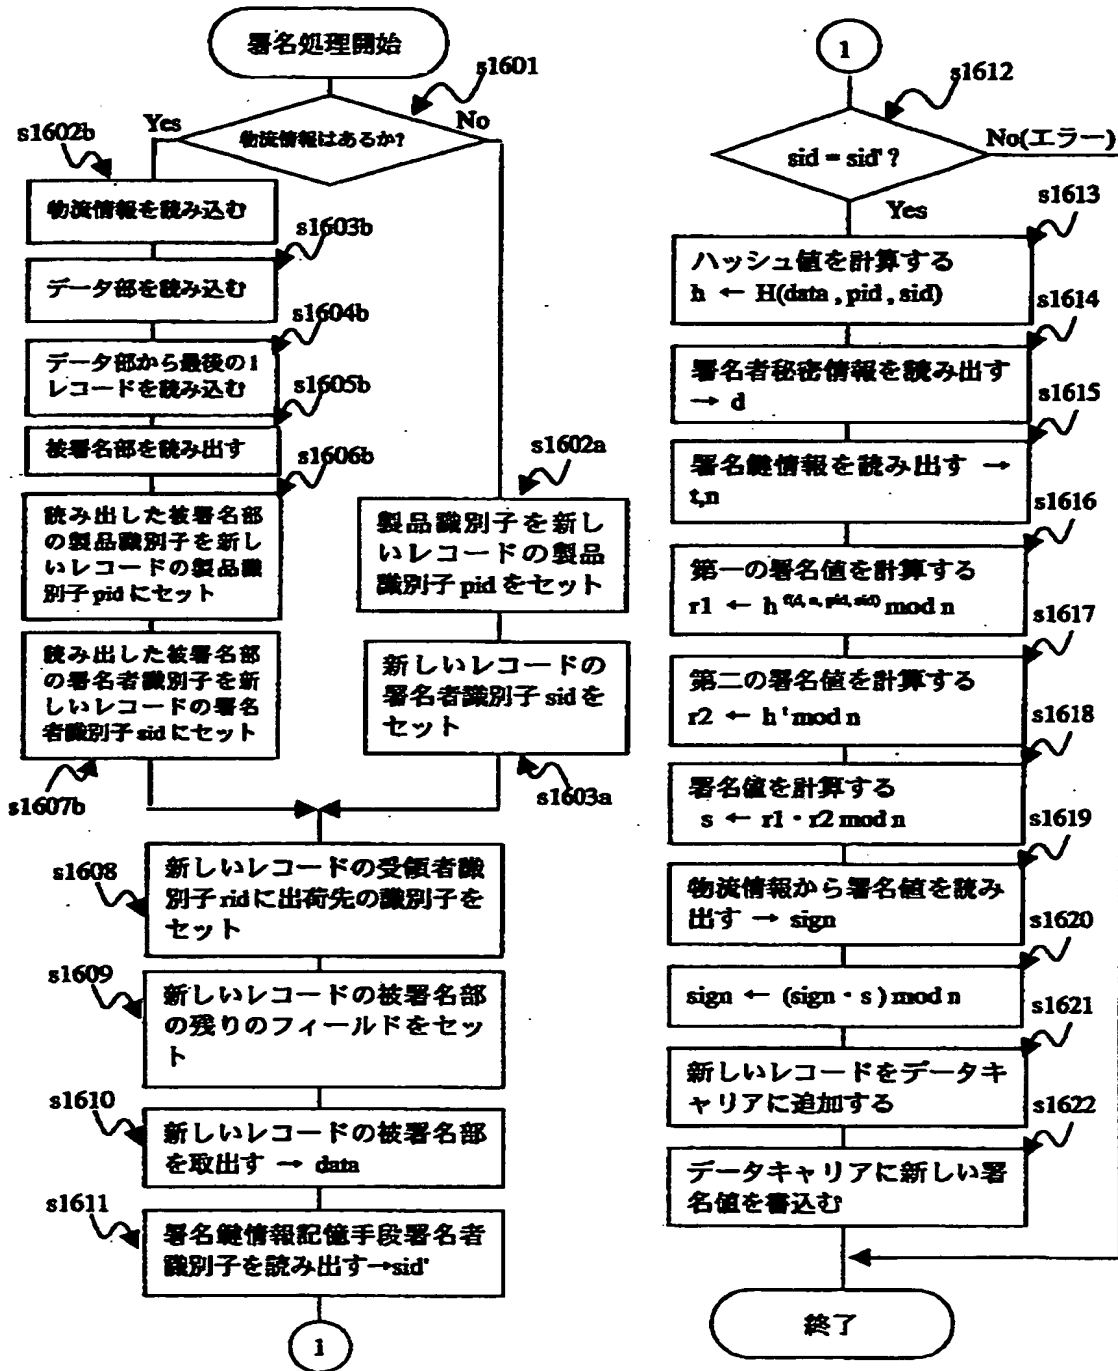 署名処理開始
s1601
物流情報はあるか?
Yes
No
s1602b
物流情報を読み込む
s1603b
データ部を読み込む
s1604b
データ部から最後の1
レコードを読み込む
s1605b
被署名部を読み出す
s1606b
読み出した被署名部
の製品識別子を新し
いレコードの製品識
別子pidにセット
読み出した被署名部
の署名者識別子を新
しいレコードの署名
者識別子sidにセット
s1607b
s1602a
製品識別子を新し
いレコードの製品
識別子pidをセット
新しいレコードの
署名者識別子sidを
セット
s1603a
s1608
新しいレコードの受領者識
別子ridに出荷先の識別子を
セット
s1609
新しいレコードの被署名部
の残りのフィールドをセッ
ト
s1610
新しいレコードの被署名部
を取出す → data
s1611
署名鍵情報記憶手段署名者
識別子を読み出す→sid'
1
1
s1612
sid = sid' ?
No(エラー)
Yes
s1613
ハッシュ値を計算する
h ← H(data , pid , sid)
s1614
署名者秘密情報を読み出す
→ d
s1615
署名鍵情報を読み出す →
t,n
s1616
第一の署名値を計算する
r1 ← h^f(d, n, pid, sid) mod n
s1617
第二の署名値を計算する
r2 ← h^t mod n
s1618
署名値を計算する
s ← r1・r2 mod n
s1619
物流情報から署名値を読み
出す → sign
s1620
sign ← (sign・s ) mod n
s1621
新しいレコードをデータキ
ャリアに追加する
s1622
データキャリアに新しい署
名値を書込む
終了